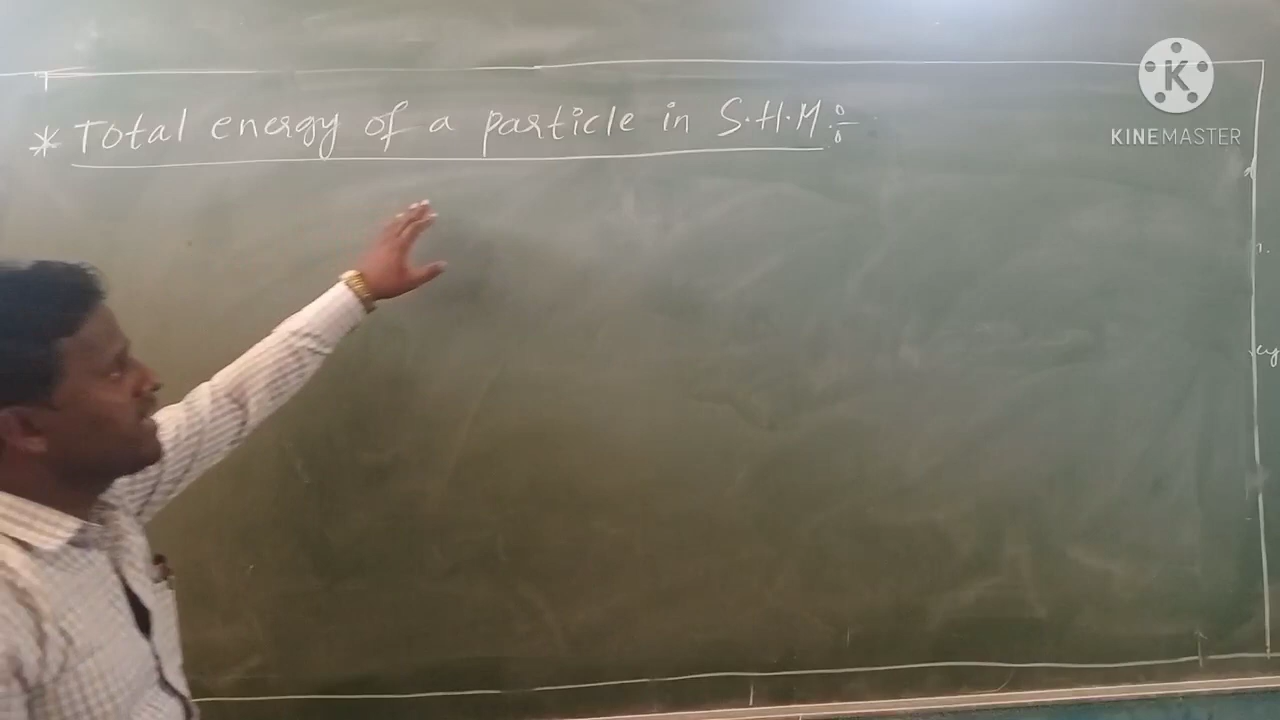 * Total energy of a particle in S.H.M.:-
K
KINEMASTER